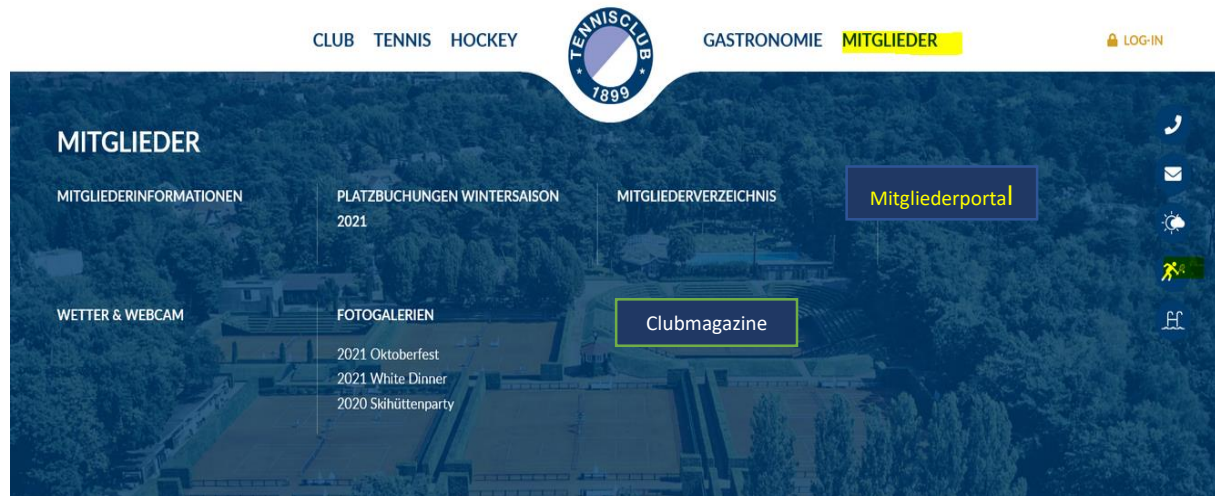 CLUB TENNIS HOCKEY
TENNISCLUB
* 1899 *
GASTRONOMIE MITGLIEDER
LOG-IN
MITGLIEDER
MITGLIEDERINFORMATIONEN
PLATZBUCHUNGEN WINTERSAISON
2021
MITGLIEDERVERZEICHNIS
Mitgliederportal
WETTER & WEBCAM
FOTOGALERIEN
2021 Oktoberfest
2021 White Dinner
2020 Skihüttenparty
Clubmagazine